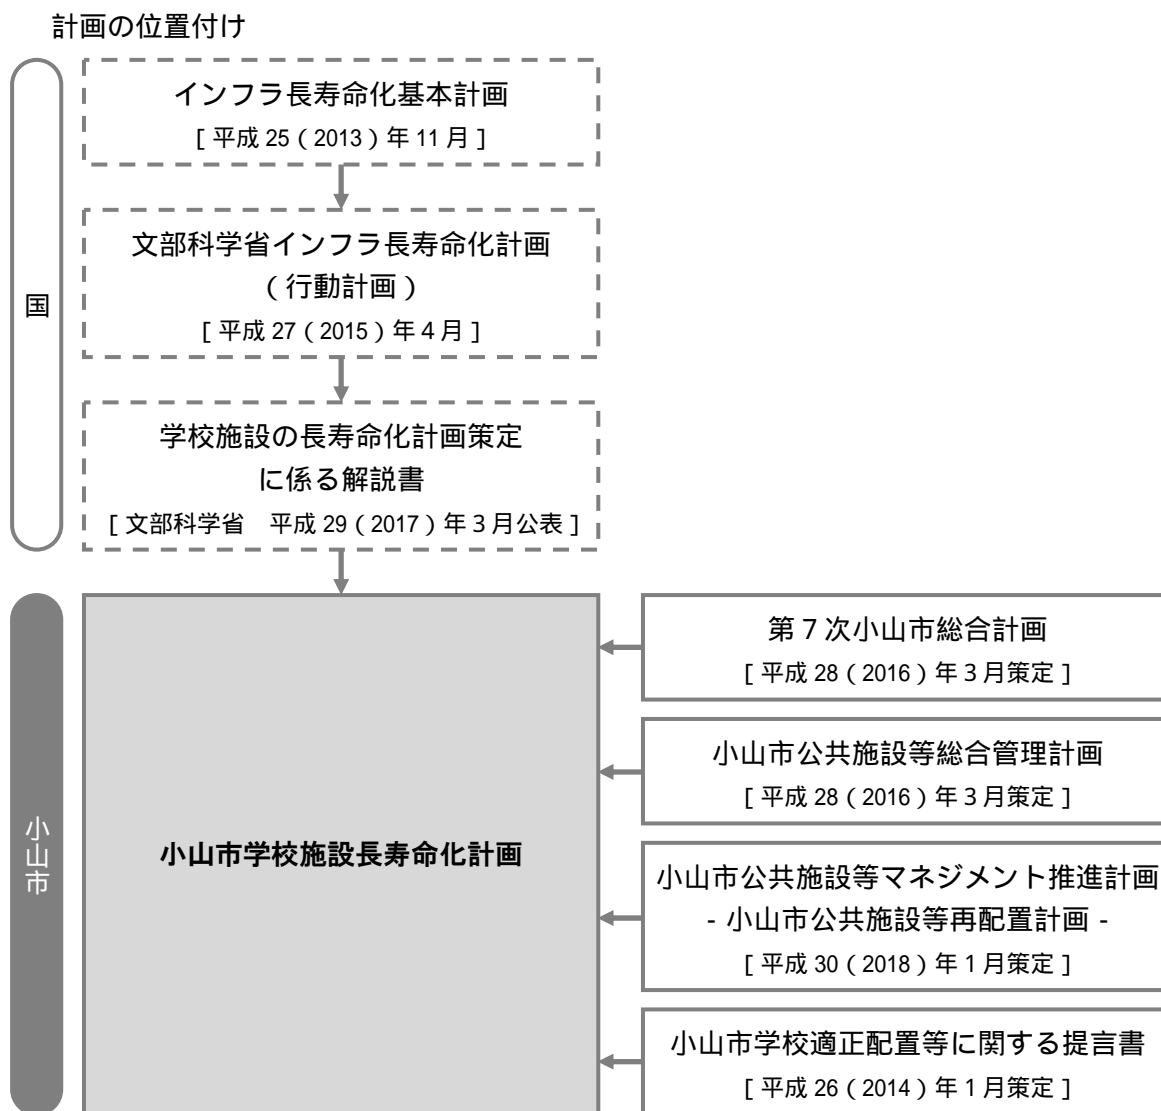 計画の位置付け
国
インフラ長寿命化基本計画
[ 平成 25（2013）年 11 月 ]
文部科学省インフラ長寿命化計画
（行動計画）
[ 平成 27（2015）年 4 月 ]
学校施設の長寿命化計画策定
に係る解説書
[ 文部科学省　平成 29（2017）年 3 月公表 ]
小山市
小山市学校施設長寿命化計画
第 7 次小山市総合計画
[ 平成 28（2016）年 3 月策定 ]
小山市公共施設等総合管理計画
[ 平成 28（2016）年 3 月策定 ]
小山市公共施設等マネジメント推進計画
- 小山市公共施設等再配置計画 -
[ 平成 30（2018）年 1 月策定 ]
小山市学校適正配置等に関する提言書
[ 平成 26（2014）年 1 月策定 ]